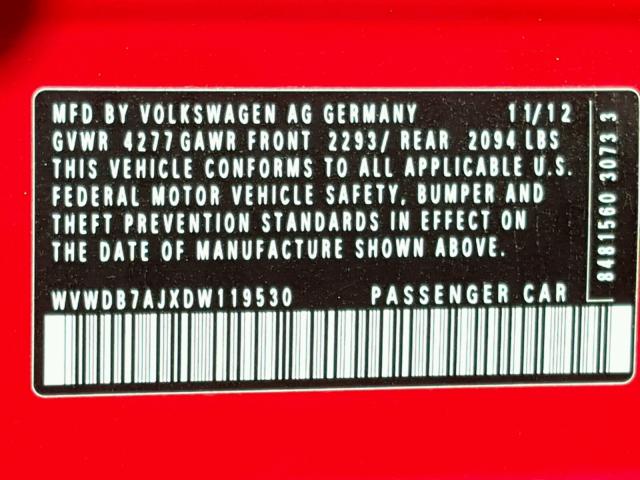 MFD. BY VOLKSWAGEN AG GERMANY 11/12
GVWR 4277 GAWR FRONT 2293/ REAR 2094 LBS
THIS VEHICLE CONFORMS TO ALL APPLICABLE U.S.
FEDERAL MOTOR VEHICLE SAFETY, BUMPER AND
THEFT PREVENTION STANDARDS IN EFFECT ON
THE DATE OF MANUFACTURE SHOWN ABOVE.
WVWDB7AJXDW119530 PASSENGER CAR
8481560 3073 3